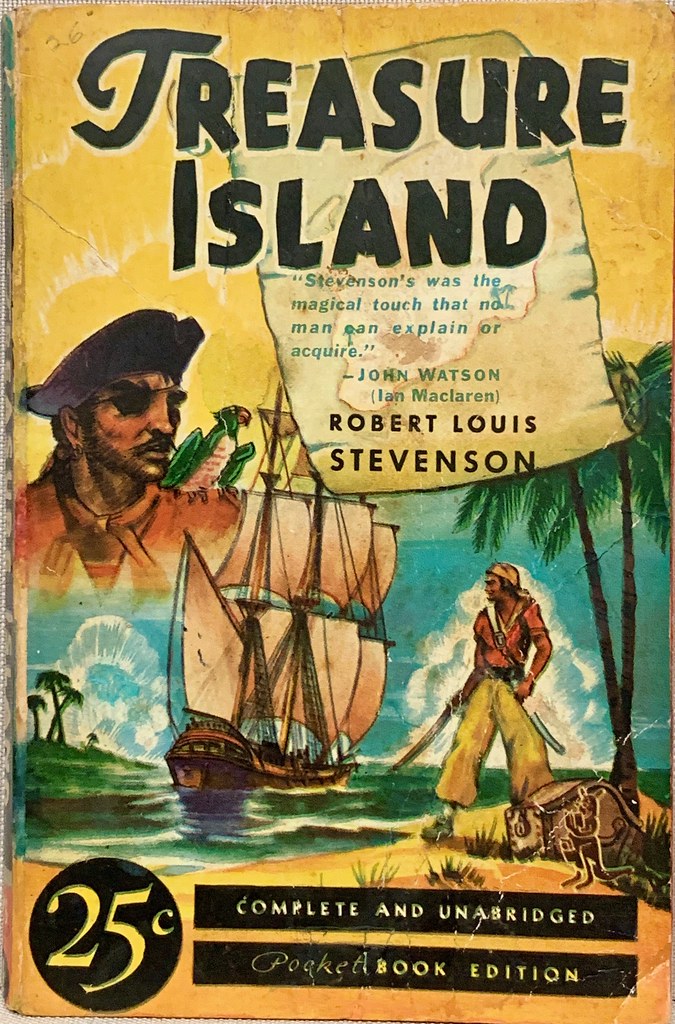 26
TREASURE
ISLAND
"Stevenson's was the
magical touch that no
man can explain or
acquire."
—JOHN WATSON
(Ian Maclaren)
ROBERT LOUIS
STEVENSON
25c
COMPLETE AND UNABRIDGED
Pocket BOOK EDITION